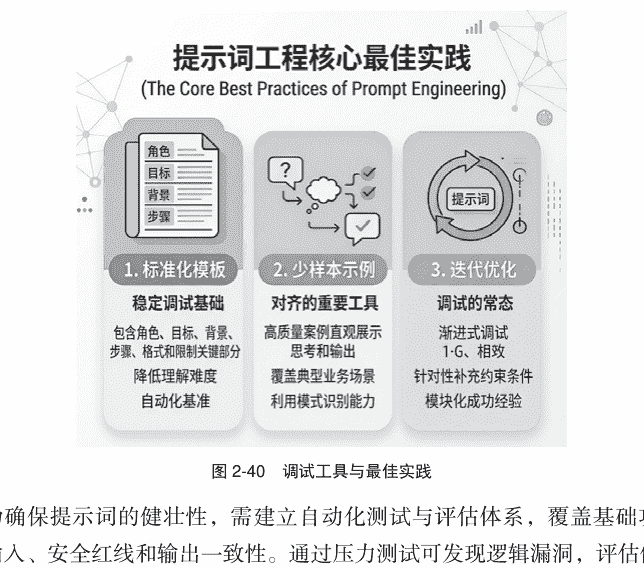 提示词工程核心最佳实践
(The Core Best Practices of Prompt Engineering)
角色
目标
背景
步骤
1. 标准化模板
稳定调试基础
包含角色、目标、背景、
步骤、格式和限制关键部分
降低理解难度
自动化基准
?
2. 少样本示例
对齐的重要工具
高质量案例直观展示
思考和输出
覆盖典型业务场景
利用模式识别能力
提示词
3. 迭代优化
调试的常态
渐进式调试
1·G、相效
针对性补充约束条件
模块化成功经验
图 2-40 调试工具与最佳实践
确保提示词的健壮性，需建立自动化测试与评估体系，覆盖基础
入、安全红线和输出一致性。通过压力测试可发现逻辑漏洞，评估